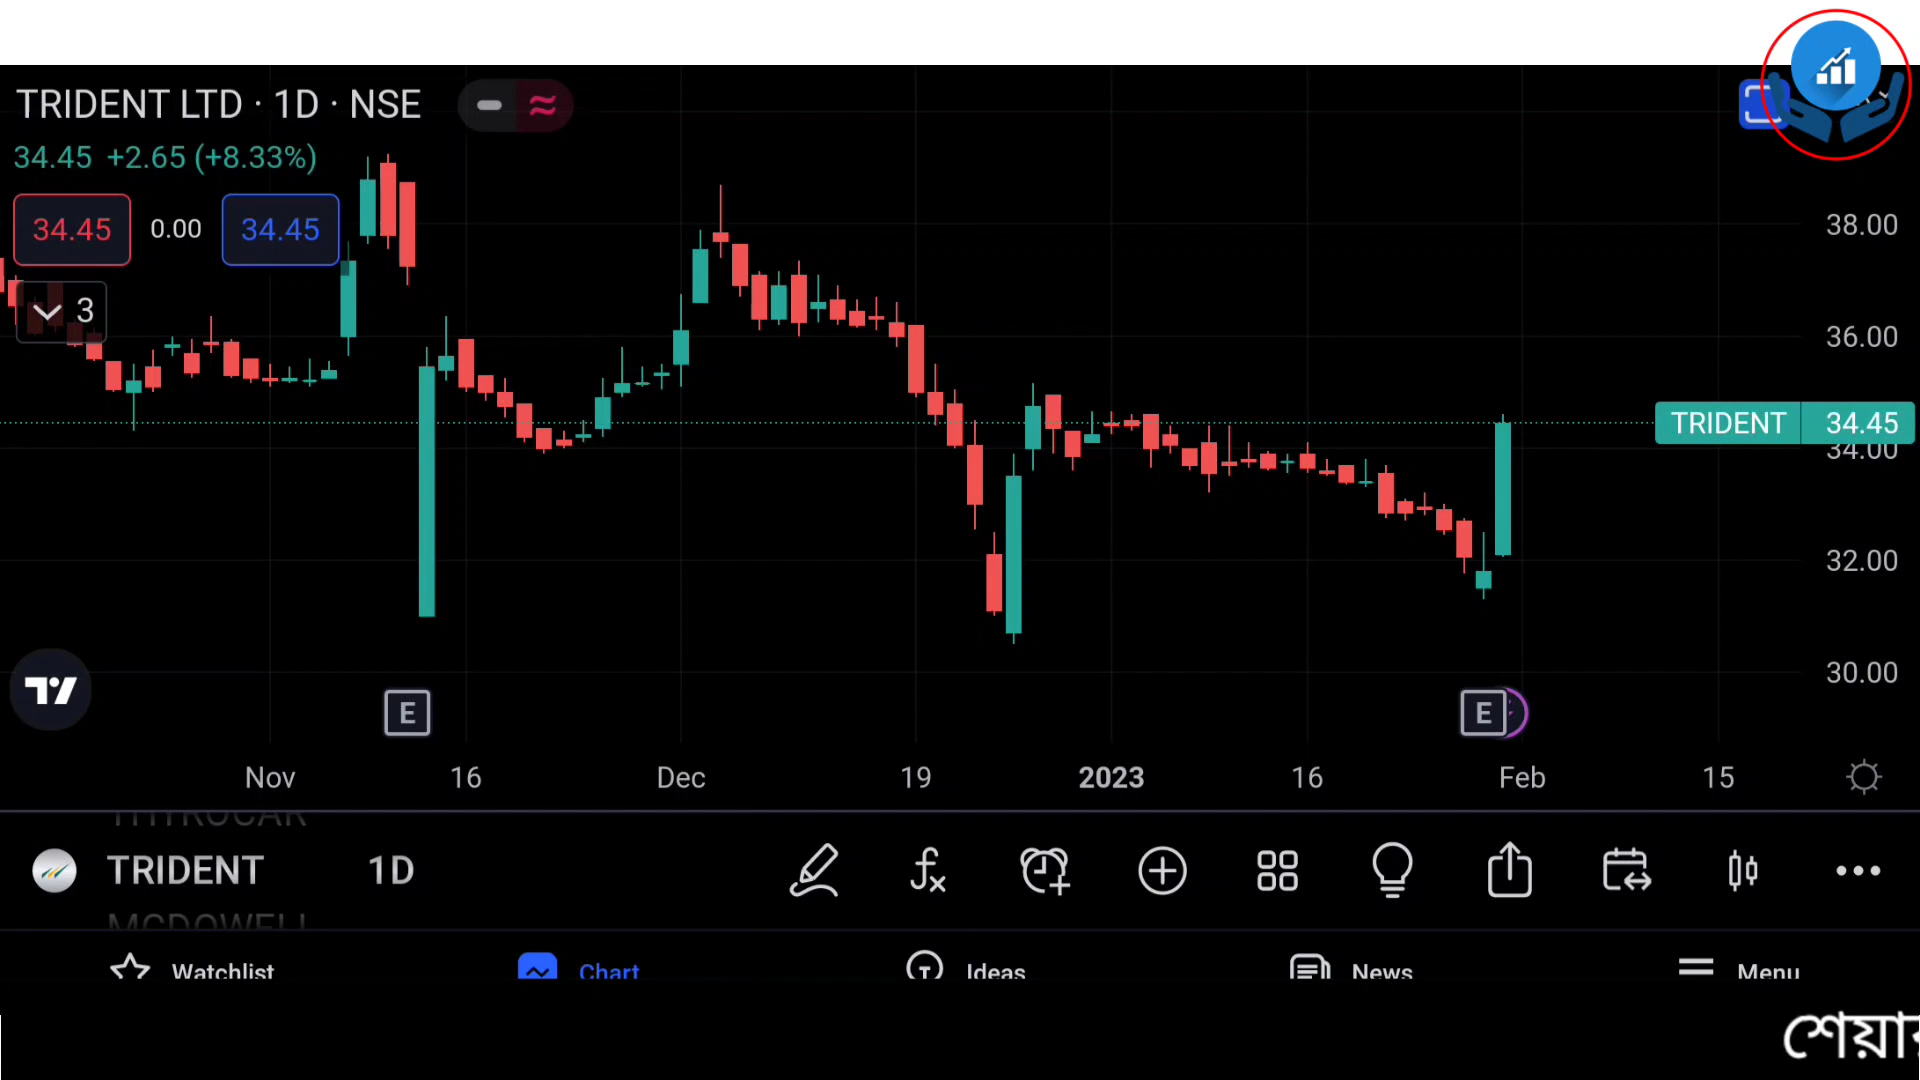 TRIDENT LTD · 1D · NSE
34.45 +2.65 (+8.33%)
34.45 0.00 34.45
3
38.00
36.00
TRIDENT 34.45
34.00
32.00
30.00
E E
Nov 16 Dec 19 2023 16 Feb 15
THYROCAR
TRIDENT 1D
MCDOWELL
Watchlist Chart Ideas News Menu
শেয়ার